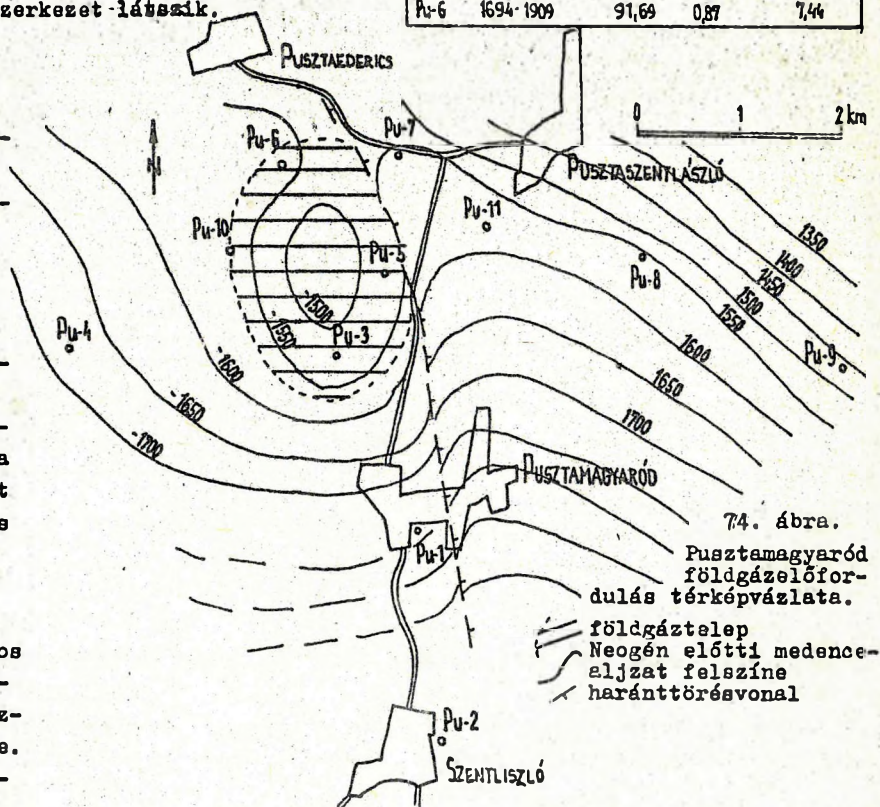 zerkezet látszik.
Pu-6 1694-1909 91,69 0,87 7,44
PUSZTAEDERICS
0 1 2 km
N
Pu-6
Pu-7
PUSZTASZENTLÁSZLÓ
Pu-10
Pu-11
Pu-5
Pu-8
1350
1400
1450
1500
1550
-1500
-1550
Pu-3
Pu-4
Pu-9
-1600
1600
-1650
1650
-1700
1700
a
t
s
PUSZTAMAGYARÓD
Pu-1
74. ábra.
Pusztamagyaród
földgázelőfor-
dulás térképvázlata.
földgáztelep
Neogén előtti medence-
aljzat felszíne
haránttörésvonal
os
-
z-
e.
-
Pu-2
SZENTLISZLÓ